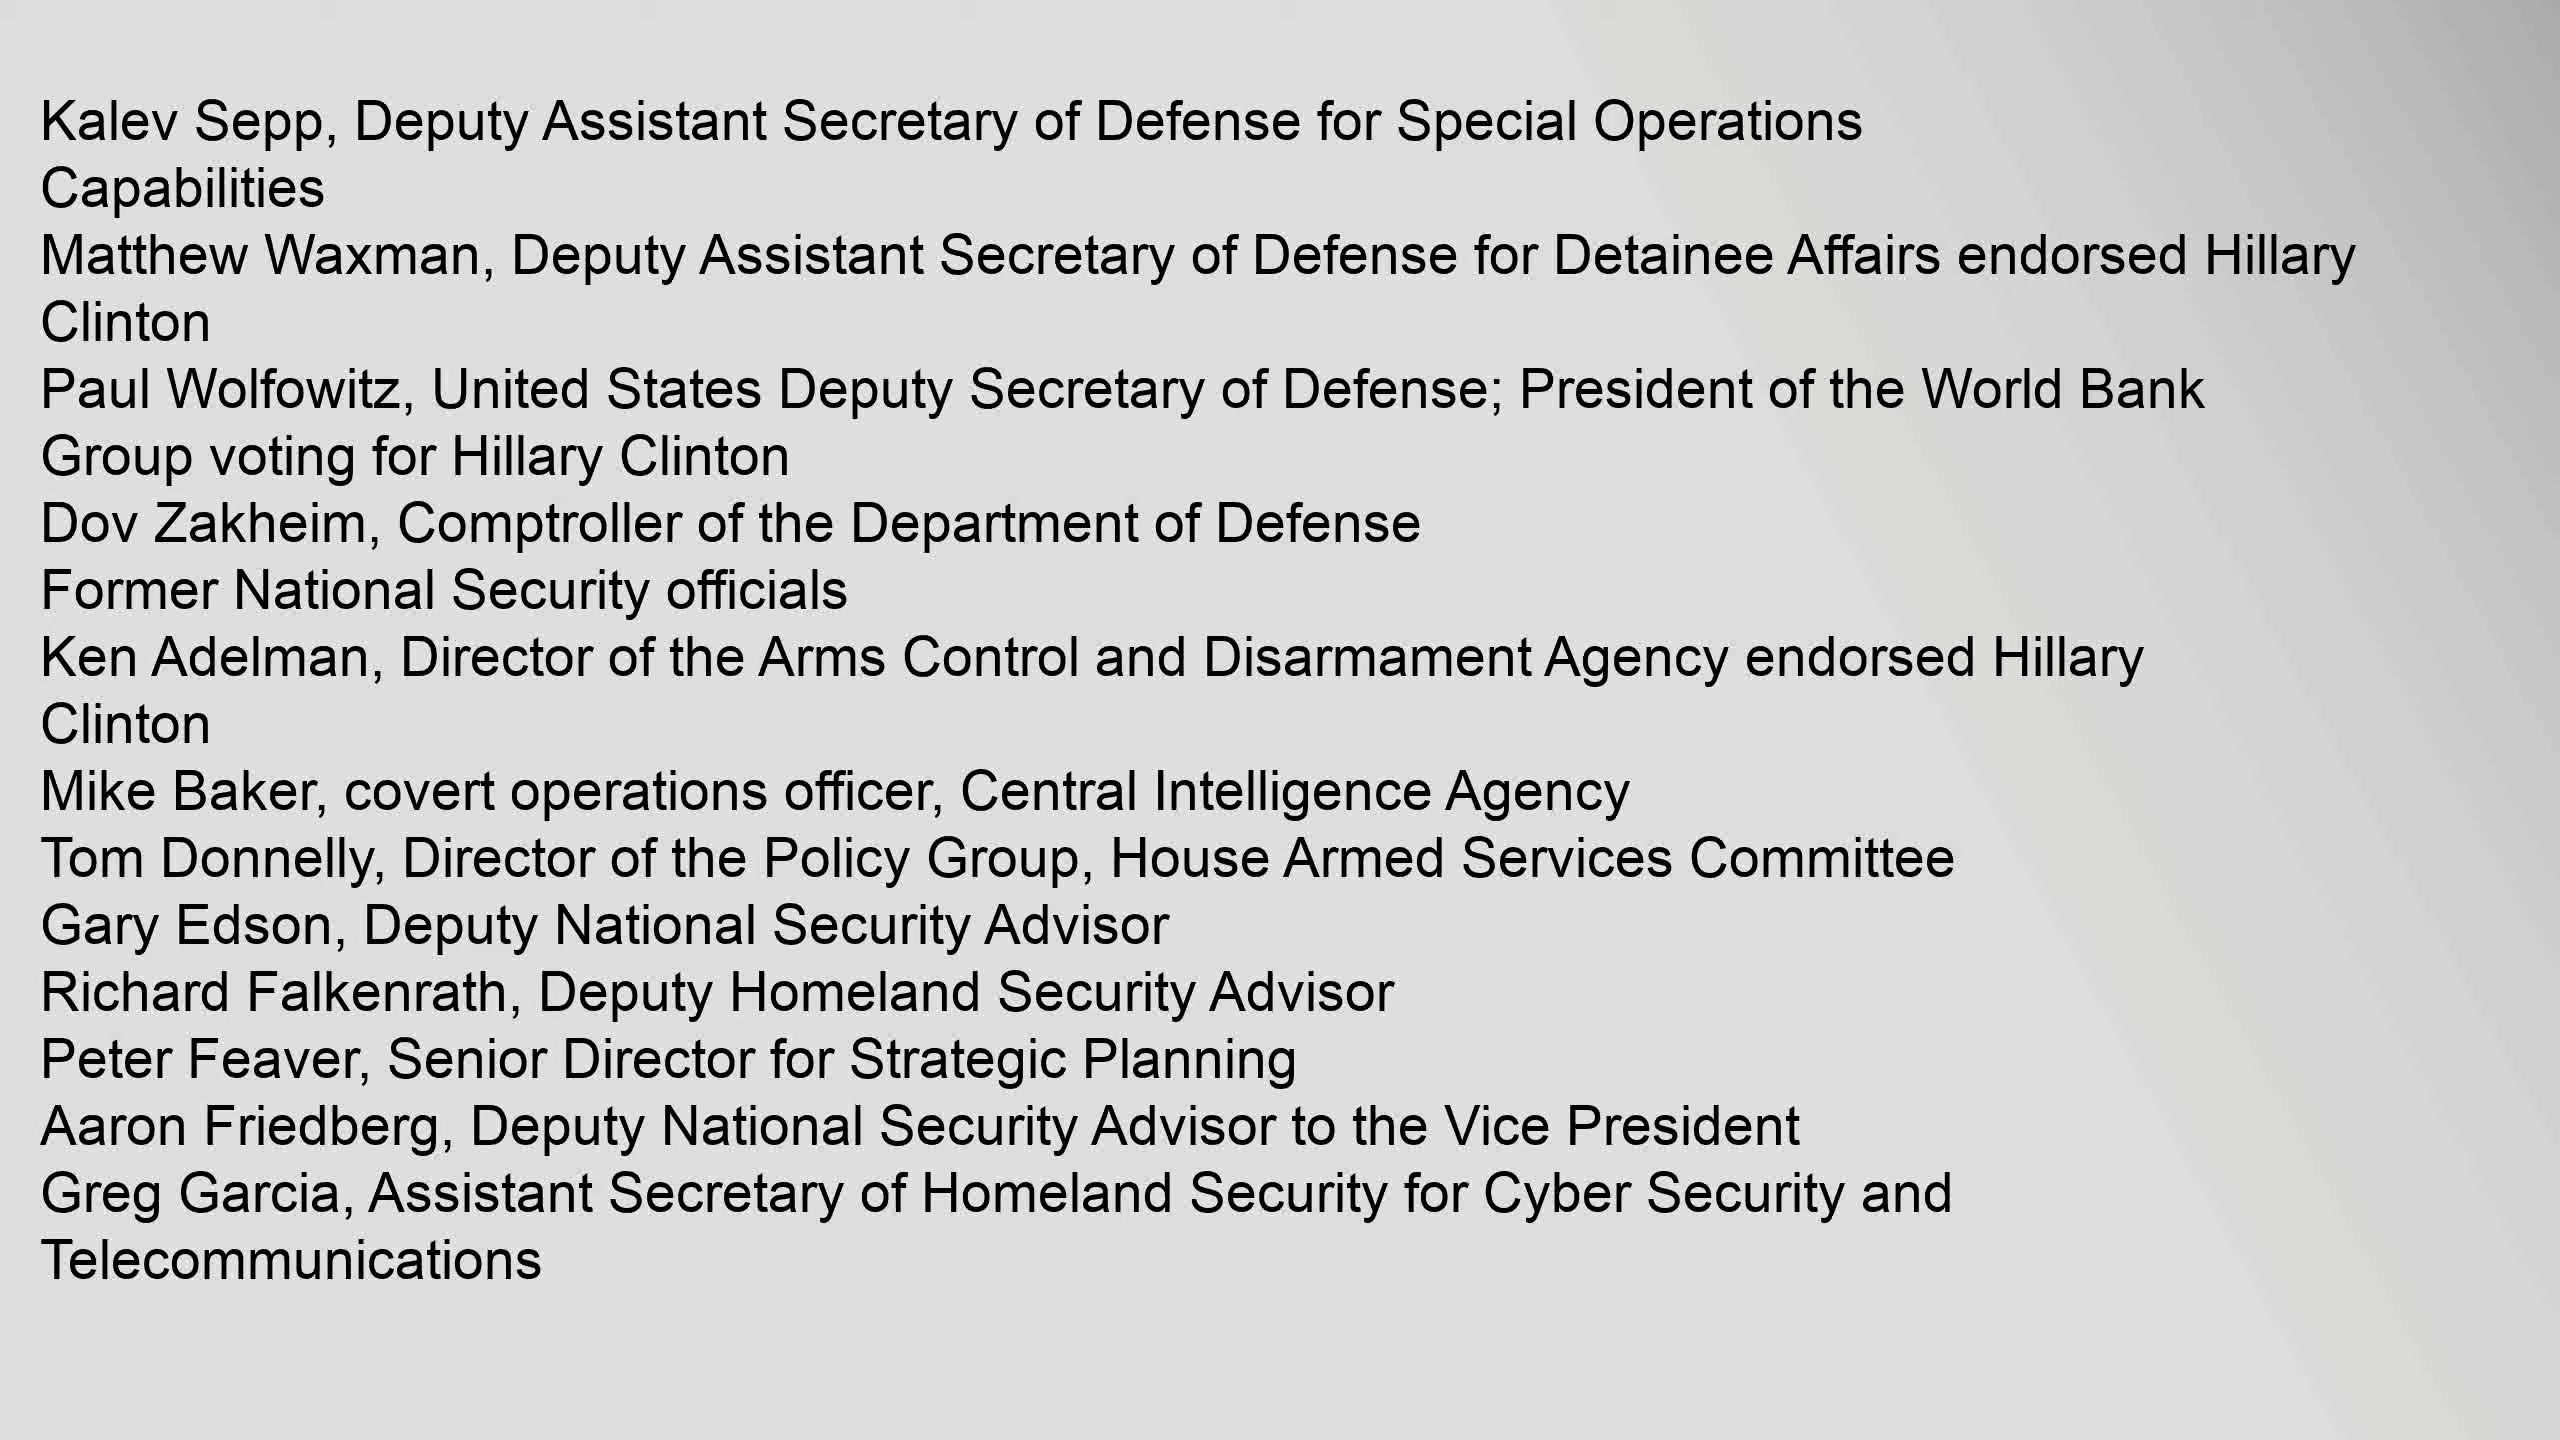 Kalev Sepp, Deputy Assistant Secretary of Defense for Special Operations
Capabilities
Matthew Waxman, Deputy Assistant Secretary of Defense for Detainee Affairs endorsed Hillary
Clinton
Paul Wolfowitz, United States Deputy Secretary of Defense; President of the World Bank
Group voting for Hillary Clinton
Dov Zakheim, Comptroller of the Department of Defense
Former National Security officials
Ken Adelman, Director of the Arms Control and Disarmament Agency endorsed Hillary
Clinton
Mike Baker, covert operations officer, Central Intelligence Agency
Tom Donnelly, Director of the Policy Group, House Armed Services Committee
Gary Edson, Deputy National Security Advisor
Richard Falkenrath, Deputy Homeland Security Advisor
Peter Feaver, Senior Director for Strategic Planning
Aaron Friedberg, Deputy National Security Advisor to the Vice President
Greg Garcia, Assistant Secretary of Homeland Security for Cyber Security and
Telecommunications